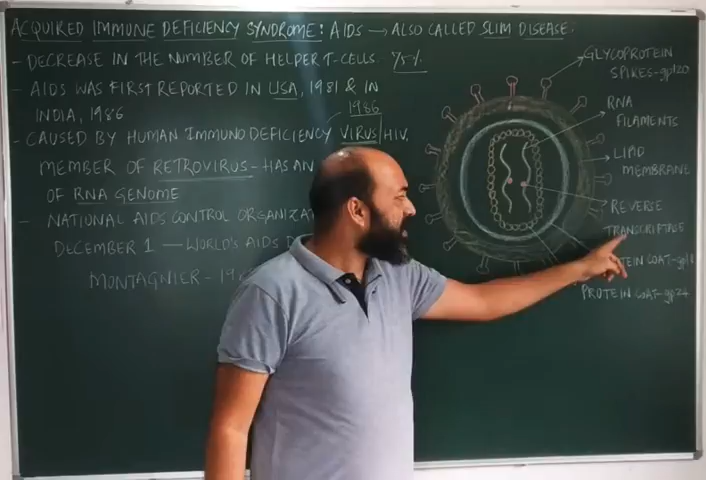 ACQUIRED IMMUNE DEFICIENCY SYNDROME: AIDS → ALSO CALLED SLIM DISEASE.
- DECREASE IN THE NUMBER OF HELPER T-CELLS. 75%
- AIDS WAS FIRST REPORTED IN USA, 1981 & IN
INDIA, 1986
1986
- CAUSED BY HUMAN IMMUNODEFICIENCY VIRUS/HIV.
MEMBER OF RETROVIRUS - HAS AN
OF RNA GENOME
- NATIONAL AIDS CONTROL ORGANIZAT
DECEMBER 1 — WORLD'S AIDS D
MONTAGNIER - 19
GLYCOPROTEIN
SPIKES-gp120
RNA
FILAMENTS
LIPID
MEMBRANE
REVERSE
TRANSCRIPTASE
TEIN COAT-
PROTEIN COAT-gp24